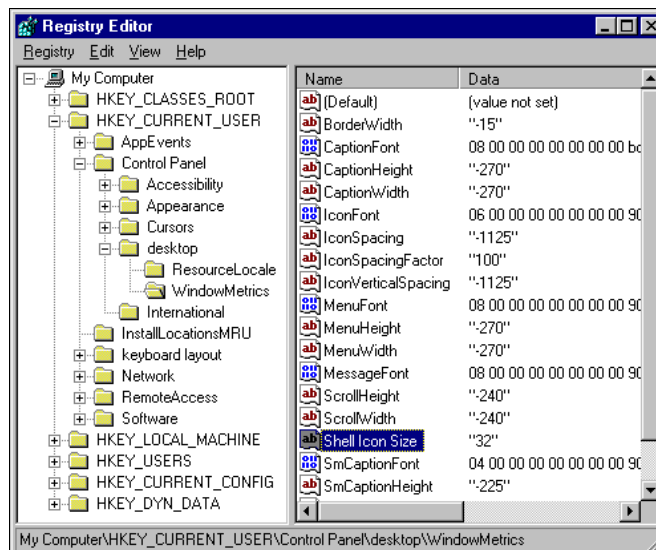 Registry Editor
Registry Edit View Help
My Computer
HKEY_CLASSES_ROOT
HKEY_CURRENT_USER
AppEvents
Control Panel
Accessibility
Appearance
Cursors
desktop
ResourceLocale
WindowMetrics
International
InstallLocationsMRU
keyboard layout
Network
RemoteAccess
Software
HKEY_LOCAL_MACHINE
HKEY_USERS
HKEY_CURRENT_CONFIG
HKEY_DYN_DATA
Name Data
(Default) (value not set)
BorderWidth "-15"
CaptionFont 08 00 00 00 00 00 00 00 bc
CaptionHeight "-270"
CaptionWidth "-270"
IconFont 06 00 00 00 00 00 00 00 90
IconSpacing "-1125"
IconSpacingFactor "100"
IconVerticalSpacing "-1125"
MenuFont 08 00 00 00 00 00 00 00 90
MenuHeight "-270"
MenuWidth "-270"
MessageFont 08 00 00 00 00 00 00 00 90
ScrollHeight "-240"
ScrollWidth "-240"
Shell Icon Size "32"
SmCaptionFont 04 00 00 00 00 00 00 00 90
SmCaptionHeight "-225"
My Computer\HKEY_CURRENT_USER\Control Panel\desktop\WindowMetrics